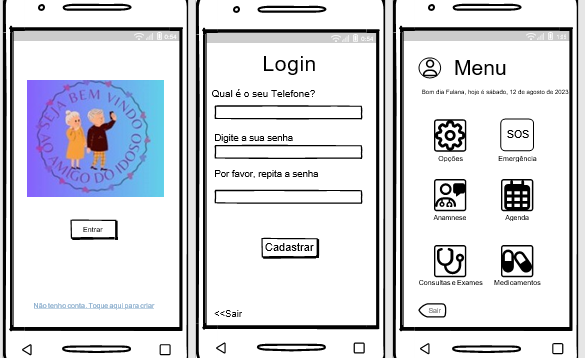 0:54
SEJA BEM VINDO
AO AMIGO DO IDOSO
Entrar
Não tenho conta. Toque aqui para criar
0:54
Login
Qual é o seu Telefone?
Digite a sua senha
Por favor, repita a senha
Cadastrar
<<Sair
Menu
Bom dia Fulana, hoje é sábado, 12 de agosto de 2023.
SOS
Opções
Emergência
Anamnese
Agenda
Consultas e Exames
Medicamentos
Sair